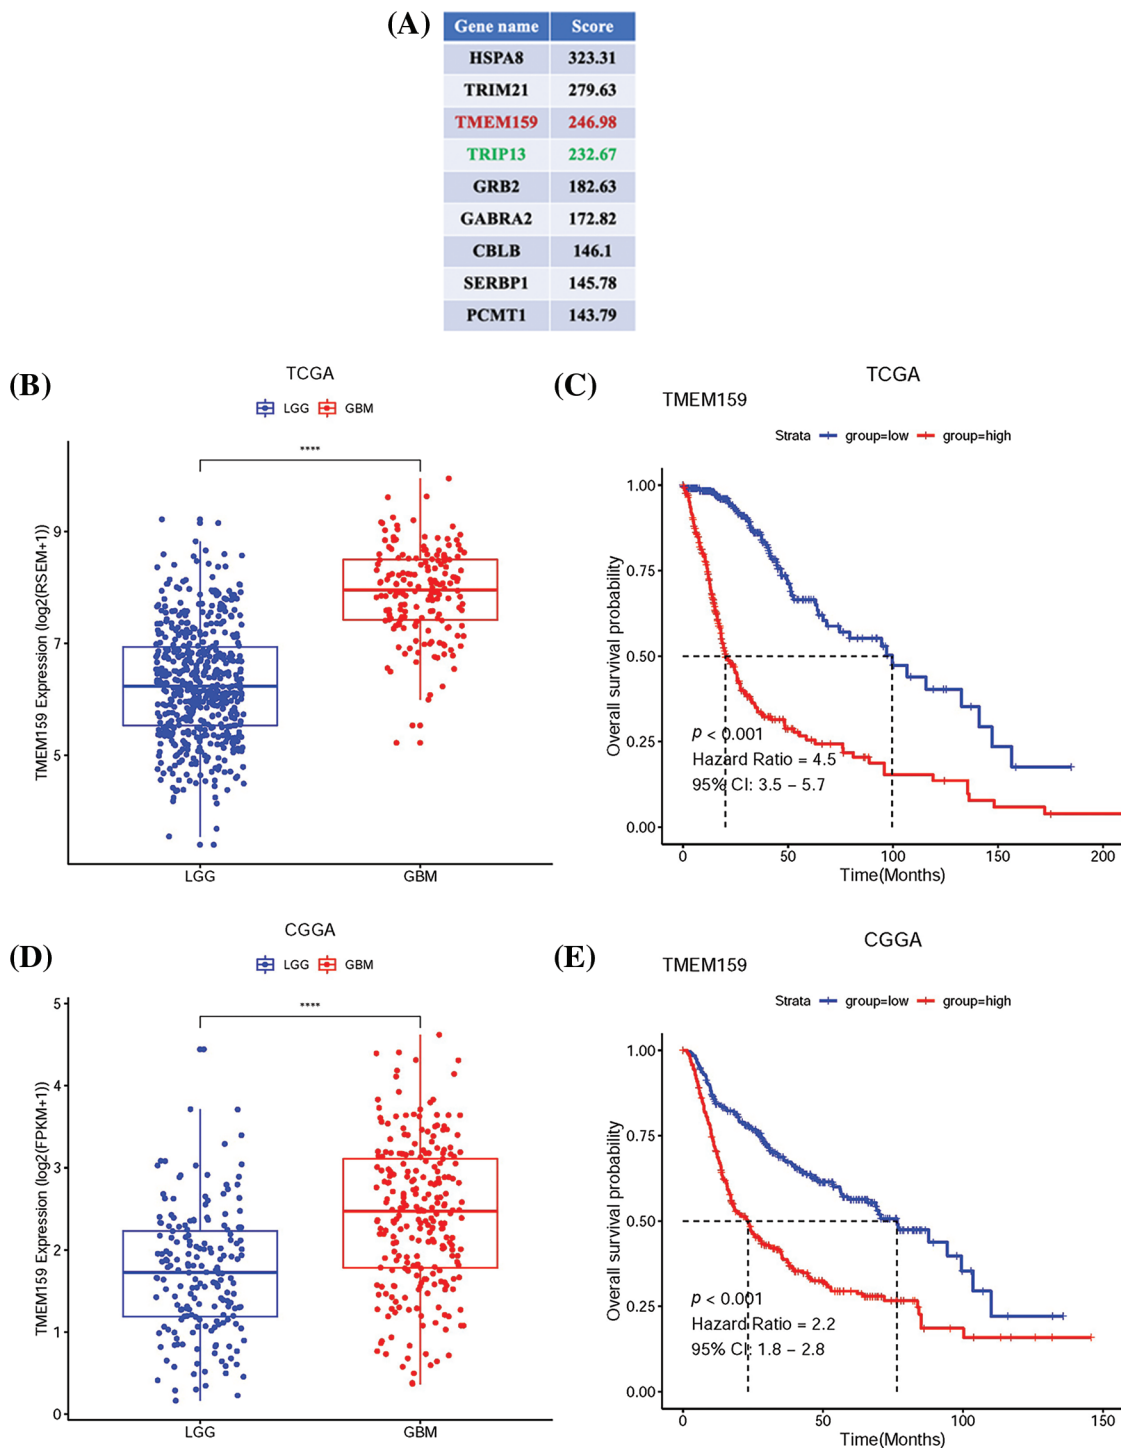 (A)
Gene name Score
HSPA8 323.31
TRIM21 279.63
TMEM159 246.98
TRIP13 232.67
GRB2 182.63
GABRA2 172.82
CBLB 146.1
SERBP1 145.78
PCMT1 143.79
(B)
TCGA
LGG GBM
****
TMEM159 Expression (log2(RSEM+1))
9
7
5
LGG GBM
(C)
TCGA
TMEM159
Strata group=low group=high
Overall survival probability
1.00
0.75
0.50
0.25
0.00
p < 0.001
Hazard Ratio = 4.5
95% CI: 3.5 – 5.7
0 50 100 150 200
Time(Months)
(D)
CGGA
LGG GBM
****
TMEM159 Expression (log2(FPKM+1))
5
4
3
2
1
0
LGG GBM
(E)
CGGA
TMEM159
Strata group=low group=high
Overall survival probability
1.00
0.75
0.50
0.25
0.00
p < 0.001
Hazard Ratio = 2.2
95% CI: 1.8 – 2.8
0 50 100 150
Time(Months)